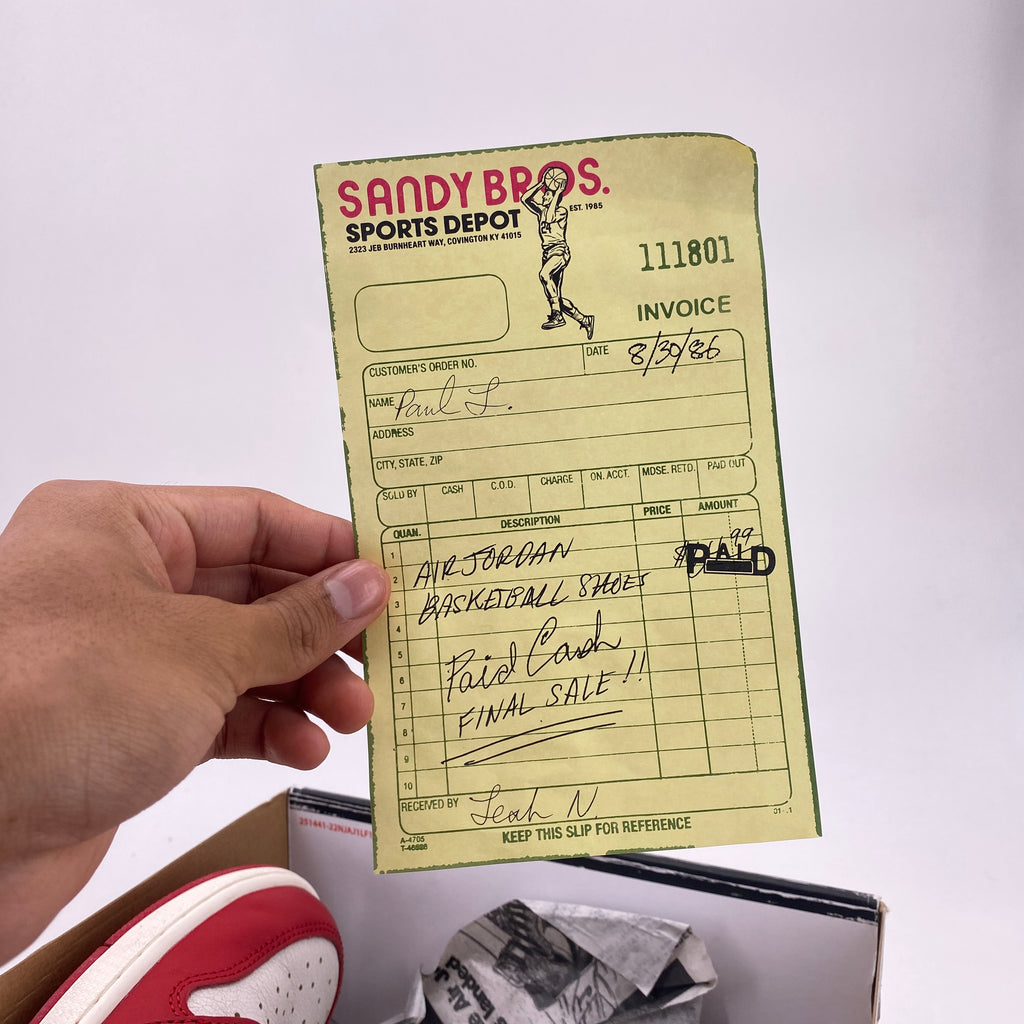 SANDY BROS.
SPORTS DEPOT
EST. 1985
2323 JEB BURNHEART WAY, COVINGTON KY 41015
111801
INVOICE
CUSTOMER'S ORDER NO.
DATE 8/30/86
NAME Paul L.
ADDRESS
CITY, STATE, ZIP
SOLD BY CASH C.O.D. CHARGE ON. ACCT. MDSE. RETD. PAID OUT
QUAN. DESCRIPTION PRICE AMOUNT
1
2 AIR JORDAN 99 PAID
3 BASKETBALL SHOES
4
5
6 Paid Cash
7
8 FINAL SALE!!
9
10
RECEIVED BY Leah N.
A-4705
KEEP THIS SLIP FOR REFERENCE